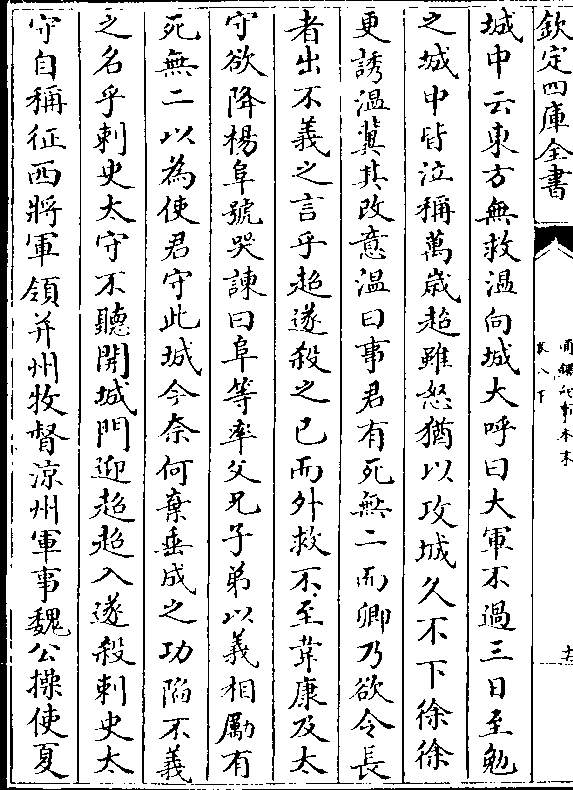 欽定四庫全書
城中云東方無救温向城大呼曰大軍不過三日至勉
之城中皆泣稱萬歳超雖怒猶以攻城久不下徐徐
更誘温冀其改意温曰事君有死無二而卿乃欲令長
者出不義之言乎超遂殺之已而外救不至韋康及太
守欲降楊阜號哭諫曰阜等率父兄子弟以義相勵有
死無二以為使君守此城今奈何棄垂成之功陷不義
之名乎刺史太守不聽開城門迎超超入遂殺刺史太
守自稱征西將軍領并州牧督涼州軍事魏公操使夏
通鑑紀事本末
卷八下